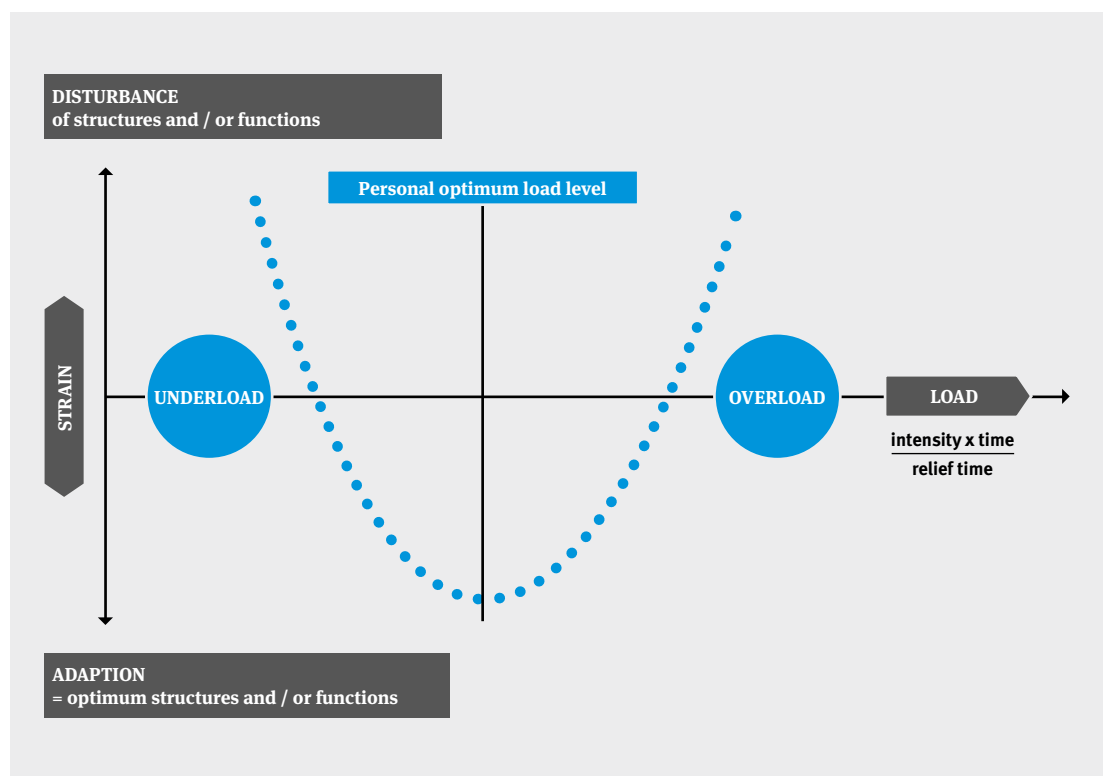 DISTURBANCE
of structures and / or functions
Personal optimum load level
STRAIN
UNDERLOAD
OVERLOAD
LOAD
intensity x time
relief time
ADAPTION
= optimum structures and / or functions